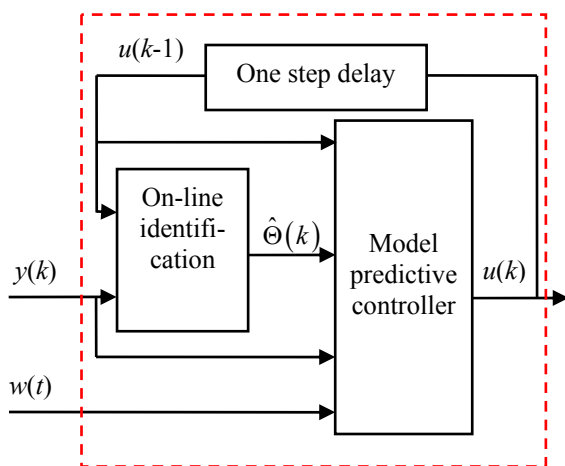 u(k-1)
One step delay
On-line
identifi-
cation
Θ̂(k)
Model
predictive
controller
y(k)
u(k)
w(t)